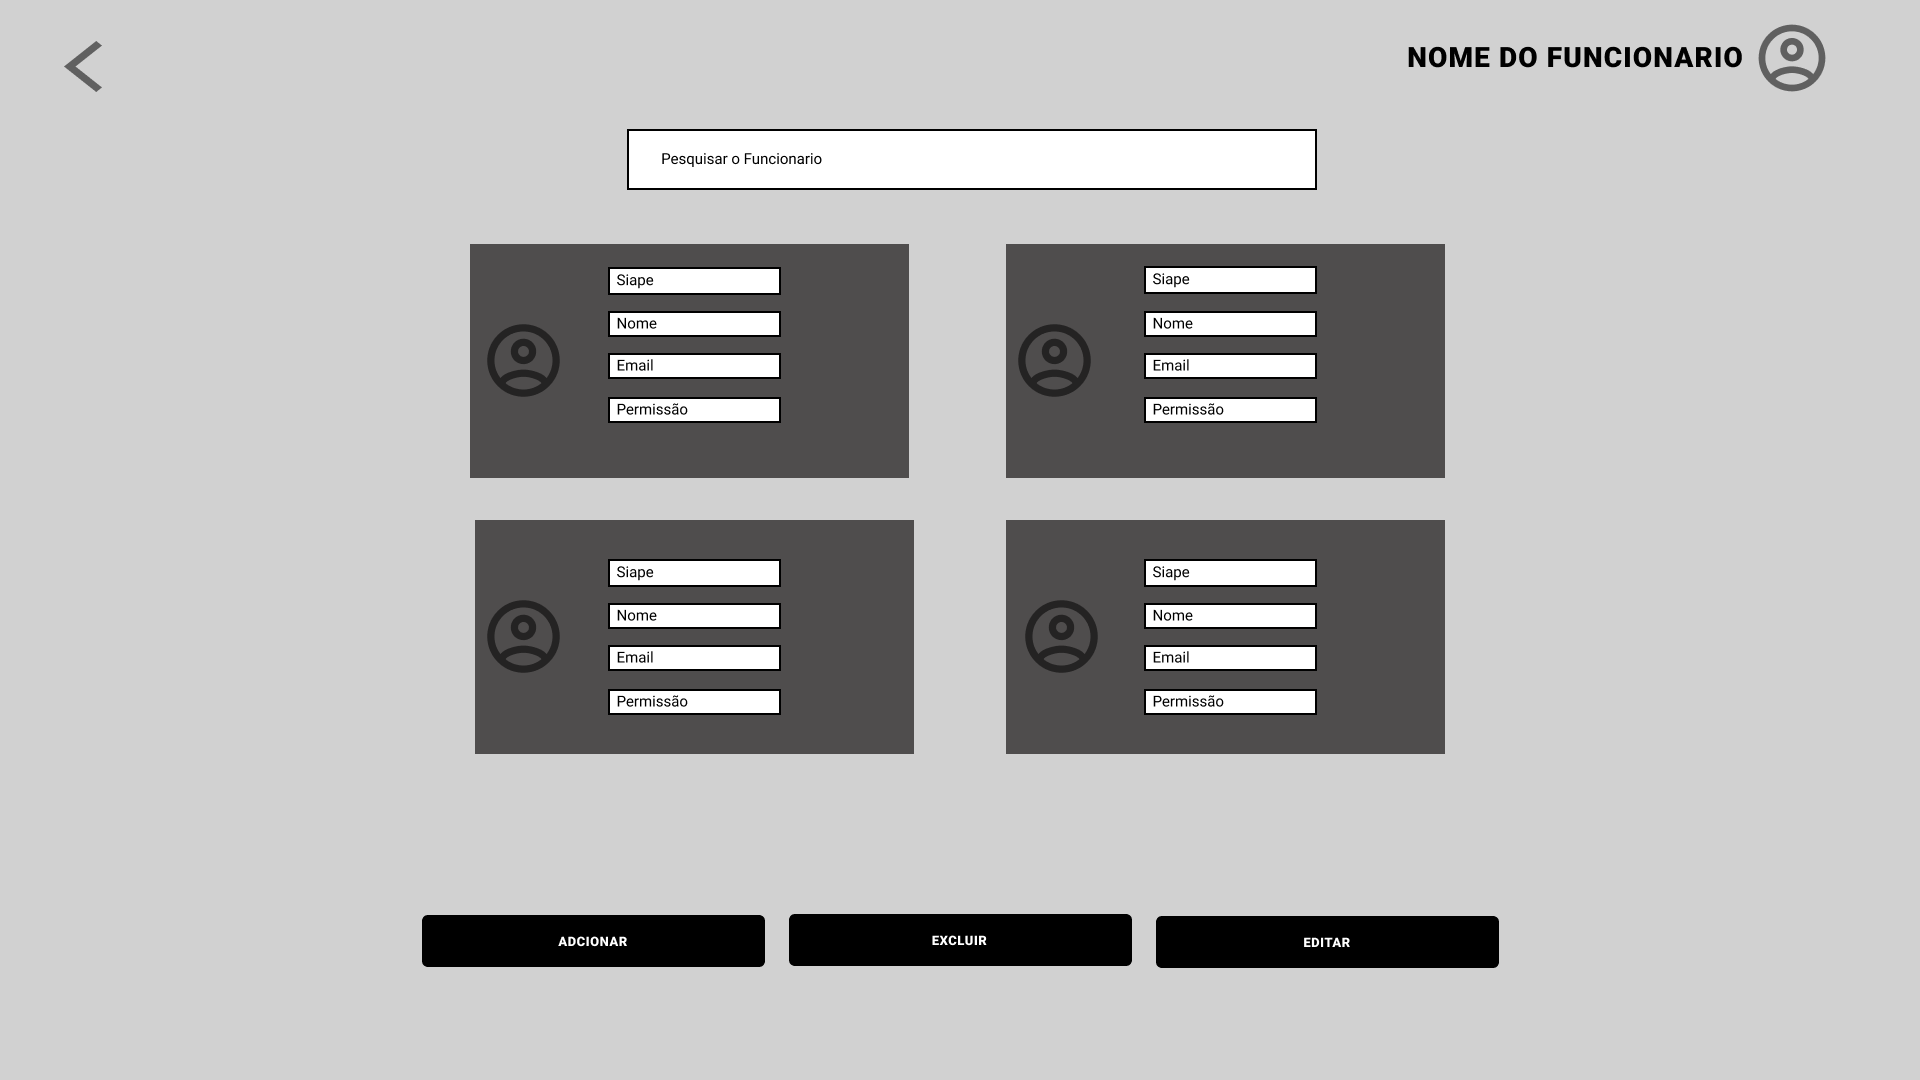 NOME DO FUNCIONARIO
Pesquisar o Funcionario
Siape
Nome
Email
Permissão
Siape
Nome
Email
Permissão
Siape
Nome
Email
Permissão
Siape
Nome
Email
Permissão
ADCIONAR
EXCLUIR
EDITAR